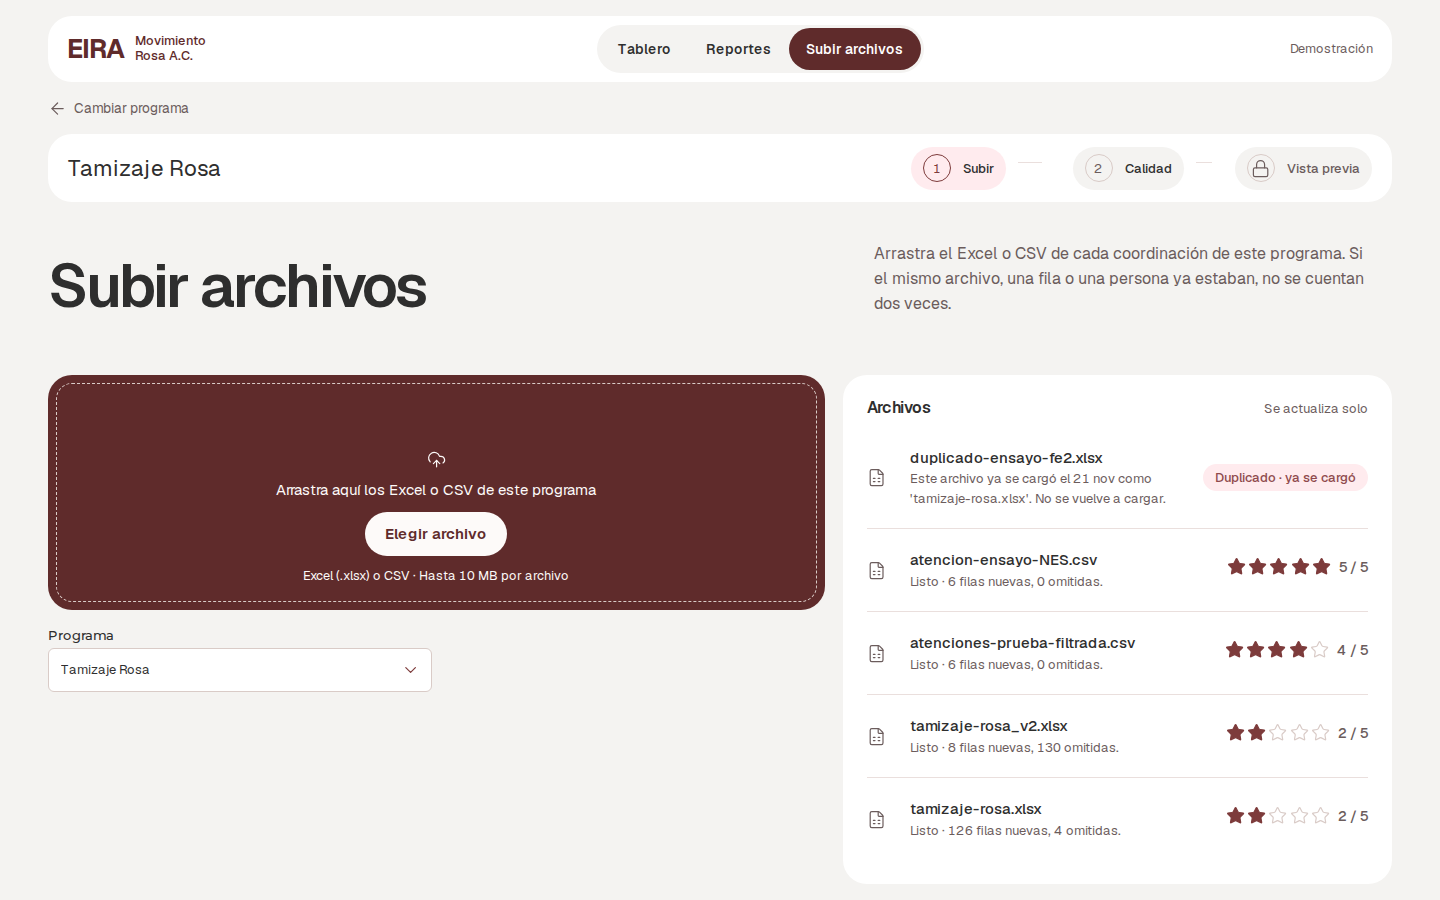 EIRA
Movimiento
Rosa A.C.
Tablero
Reportes
Subir archivos
Demostración
Cambiar programa
Tamizaje Rosa
1
Subir
2
Calidad
Vista previa
Subir archivos
Arrastra el Excel o CSV de cada coordinación de este programa. Si
el mismo archivo, una fila o una persona ya estaban, no se cuentan
dos veces.
Arrastra aquí los Excel o CSV de este programa
Elegir archivo
Excel (.xlsx) o CSV · Hasta 10 MB por archivo
Programa
Tamizaje Rosa
Archivos
Se actualiza solo
duplicado-ensayo-fe2.xlsx
Este archivo ya se cargó el 21 nov como
'tamizaje-rosa.xlsx'. No se vuelve a cargar.
Duplicado · ya se cargó
atencion-ensayo-NES.csv
Listo · 6 filas nuevas, 0 omitidas.
5 / 5
atenciones-prueba-filtrada.csv
Listo · 6 filas nuevas, 0 omitidas.
4 / 5
tamizaje-rosa_v2.xlsx
Listo · 8 filas nuevas, 130 omitidas.
2 / 5
tamizaje-rosa.xlsx
Listo · 126 filas nuevas, 4 omitidas.
2 / 5